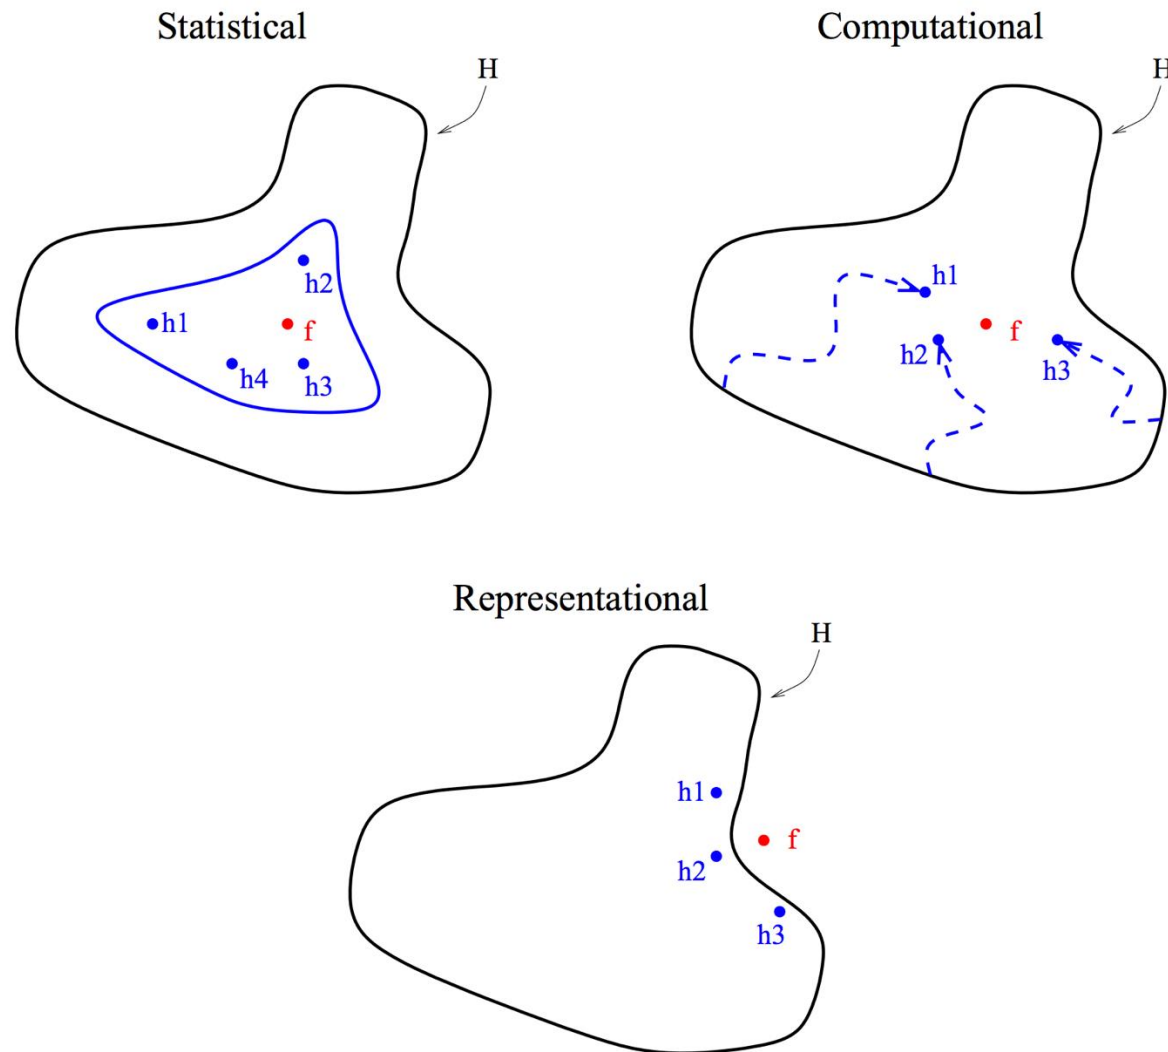 Statistical
H
h2
h1
f
h4
h3
Computational
H
h1
f
h2
h3
Representational
H
h1
f
h2
h3